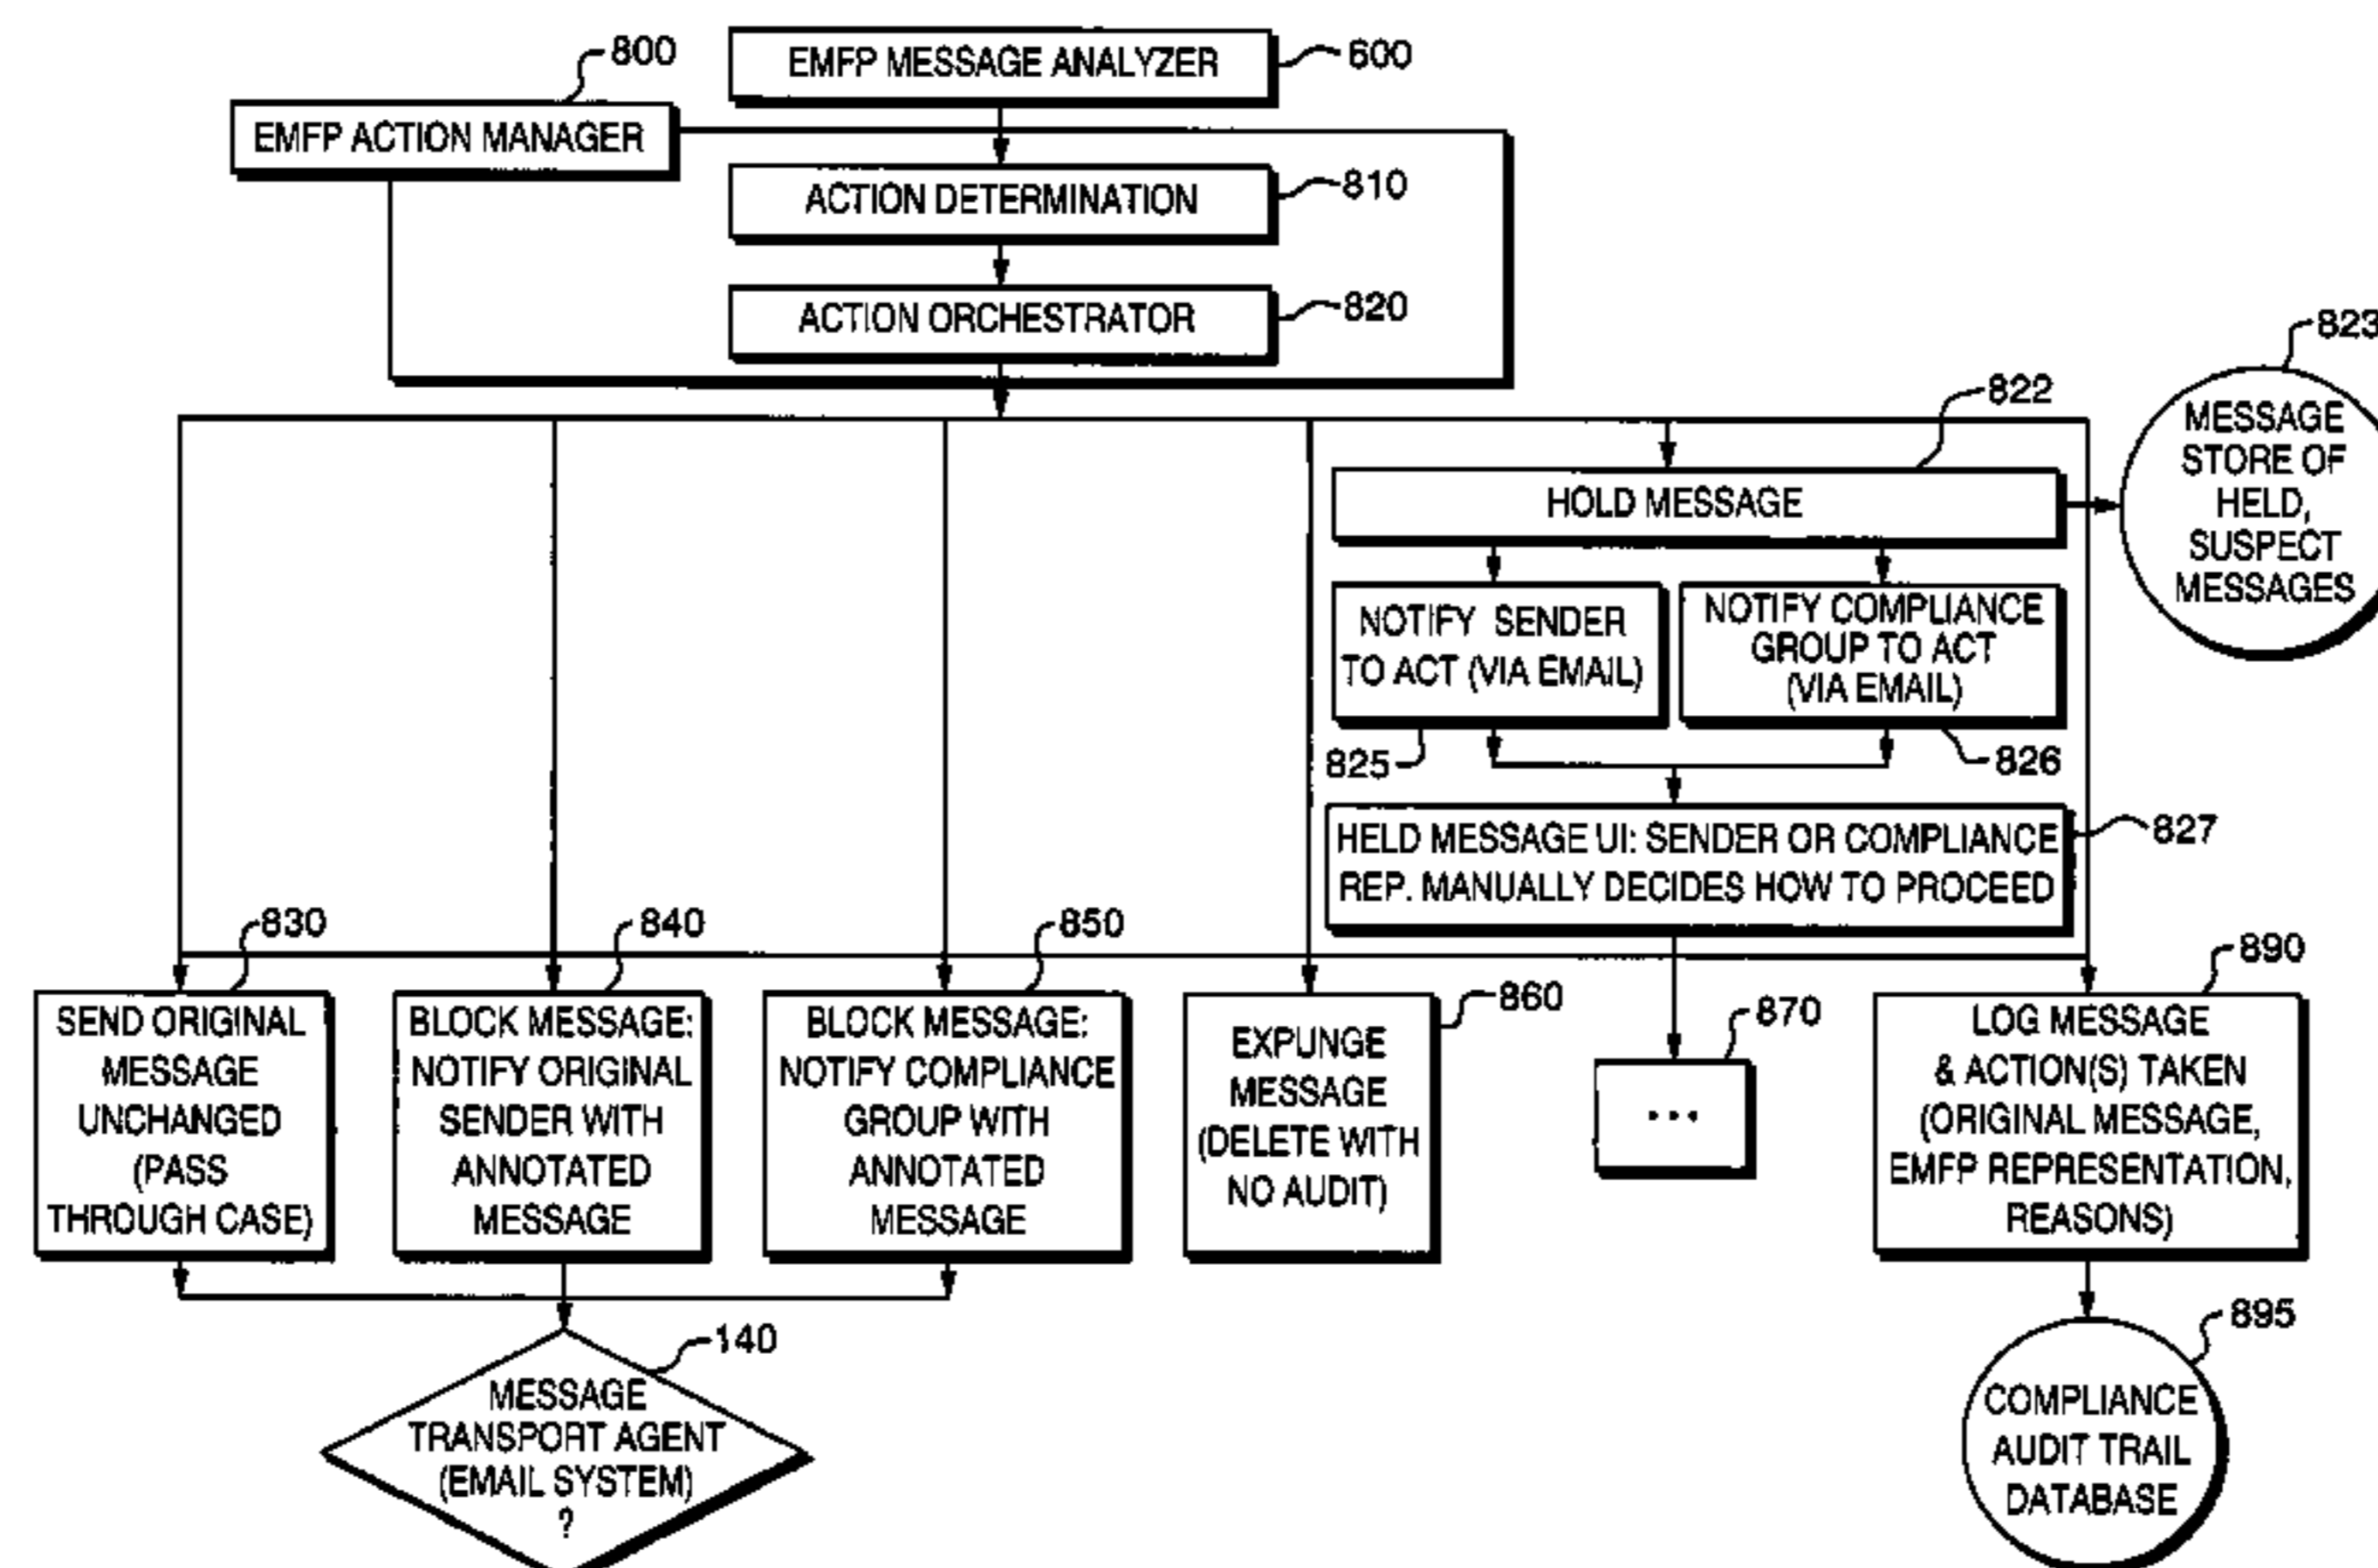 800
EMFP MESSAGE ANALYZER
600
EMFP ACTION MANAGER
ACTION DETERMINATION
810
ACTION ORCHESTRATOR
820
823
MESSAGE
STORE OF
HELD,
SUSPECT
MESSAGES
822
HOLD MESSAGE
NOTIFY SENDER
TO ACT (VIA EMAIL)
825
NOTIFY COMPLIANCE
GROUP TO ACT
(VIA EMAIL)
826
HELD MESSAGE UI: SENDER OR COMPLIANCE
REP. MANUALLY DECIDES HOW TO PROCEED
827
830
SEND ORIGINAL
MESSAGE
UNCHANGED
(PASS
THROUGH CASE)
840
BLOCK MESSAGE:
NOTIFY ORIGINAL
SENDER WITH
ANNOTATED
MESSAGE
850
BLOCK MESSAGE:
NOTIFY COMPLIANCE
GROUP WITH
ANNOTATED
MESSAGE
860
EXPUNGE
MESSAGE
(DELETE WITH
NO AUDIT)
870
...
890
LOG MESSAGE
& ACTION(S) TAKEN
(ORIGINAL MESSAGE,
EMFP REPRESENTATION,
REASONS)
140
MESSAGE
TRANSPORT AGENT
(EMAIL SYSTEM)
?
895
COMPLIANCE
AUDIT TRAIL
DATABASE